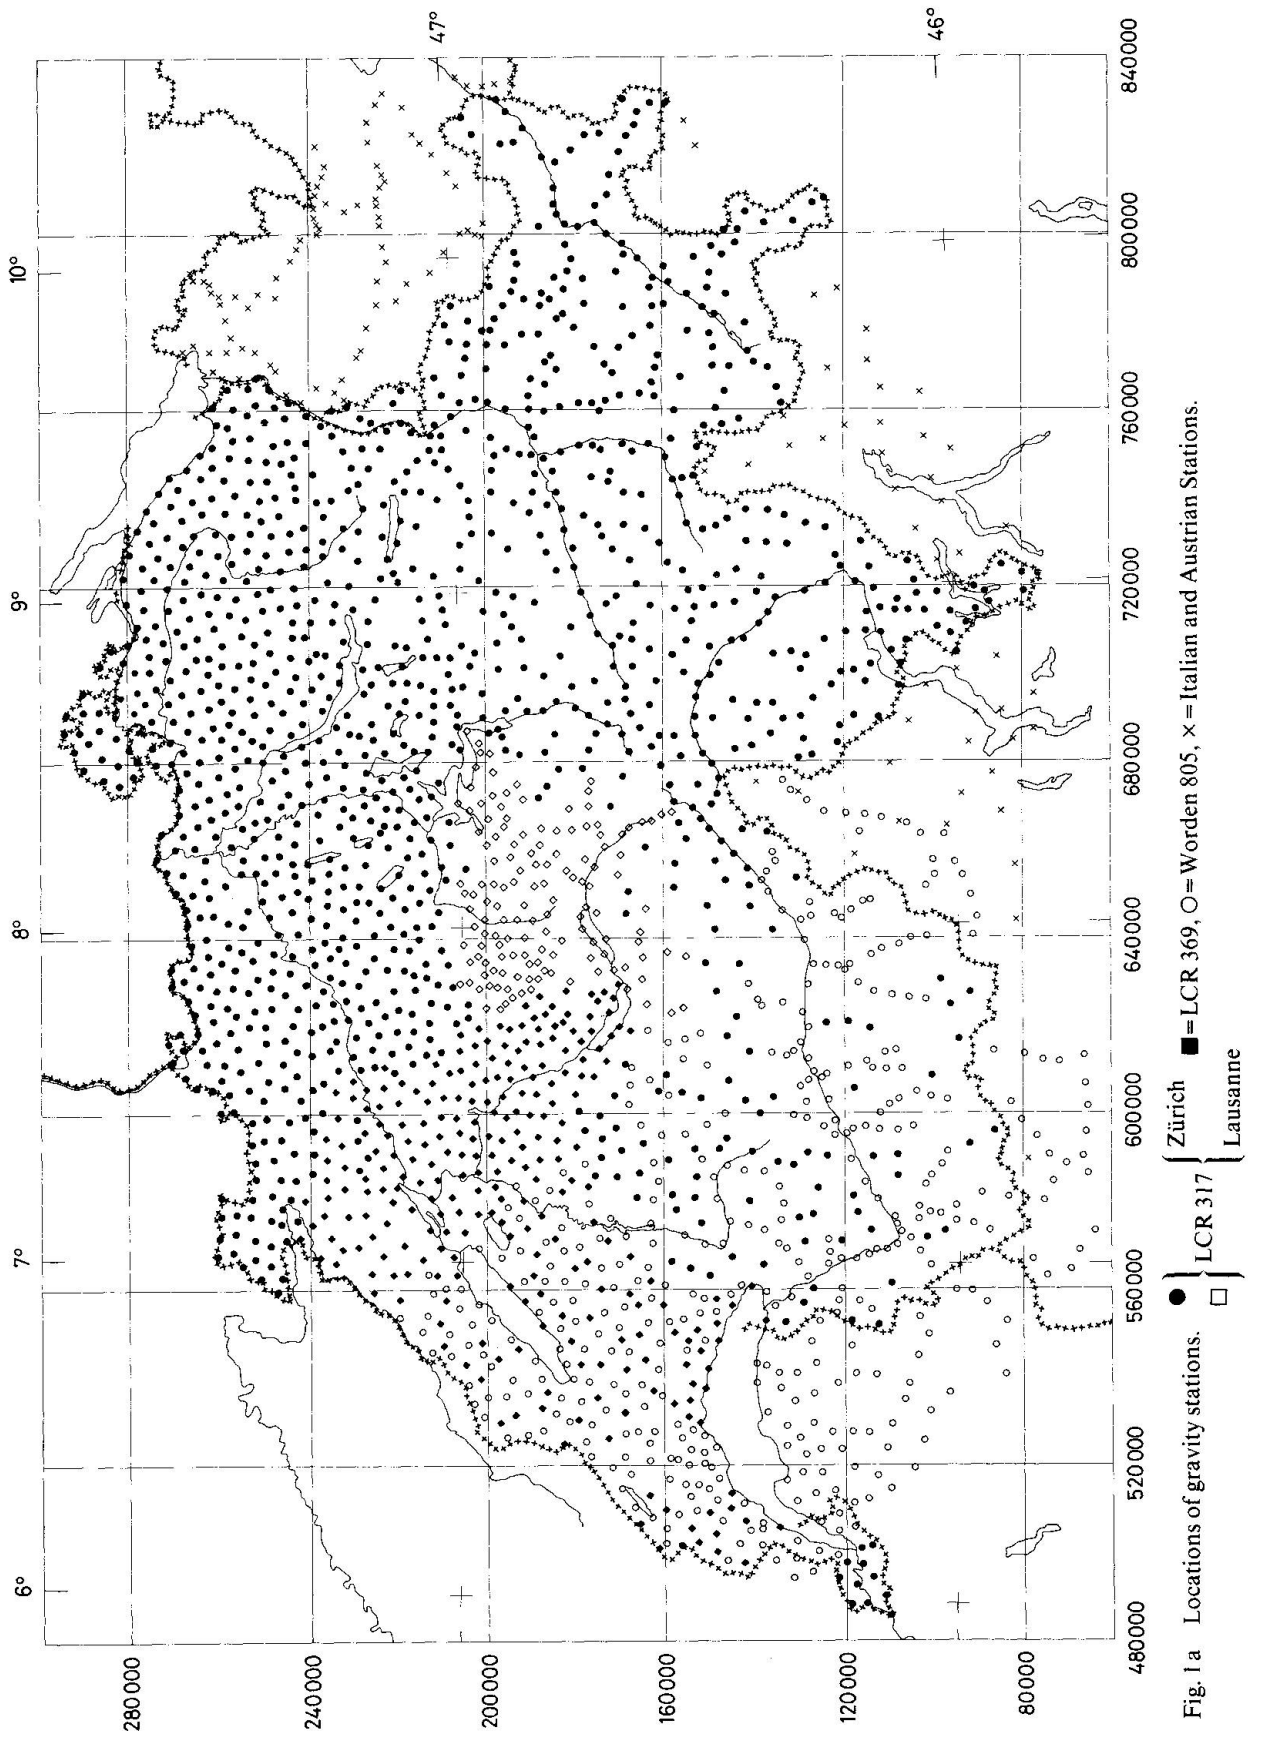 6° 7° 8° 9° 10°
280000
240000
200000
160000
120000
80000
47°
46°
480000 520000 560000 600000 640000 680000 720000 760000 800000 840000
Fig. 1a Locations of gravity stations. ● □ } LCR 317 { Zürich Lausanne ■ = LCR 369, ○ = Worden 805, × = Italian and Austrian Stations.